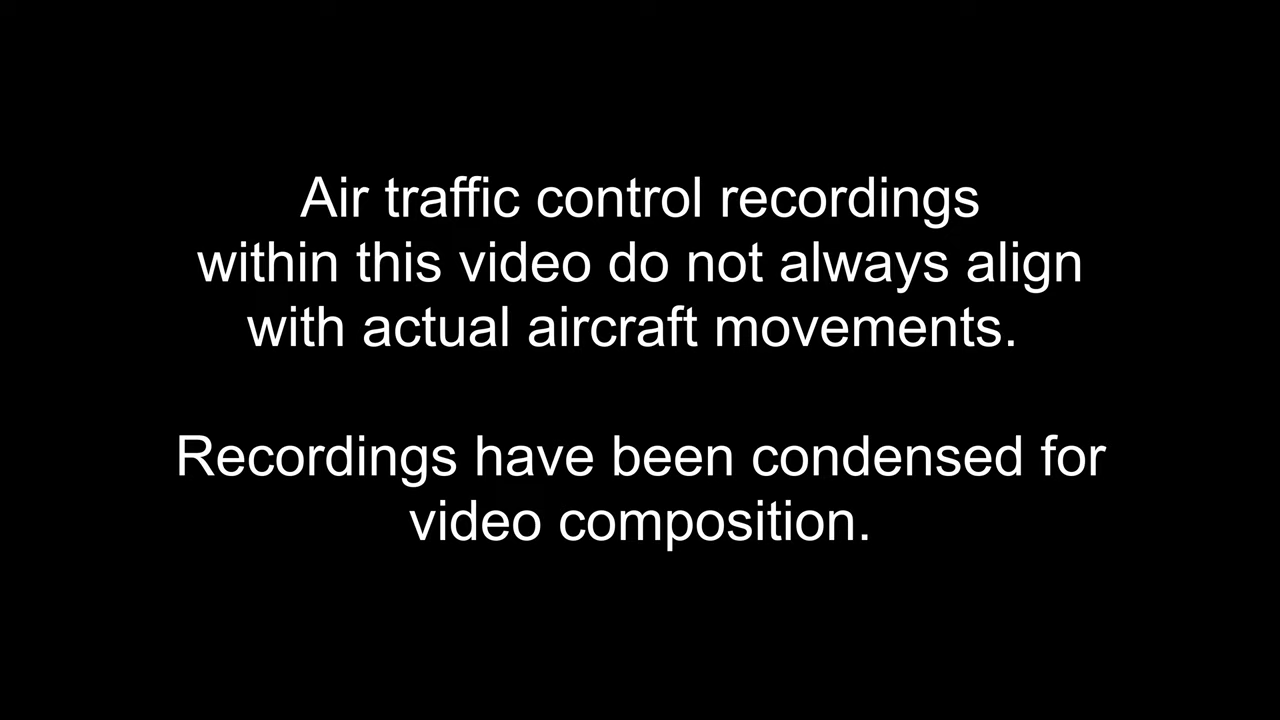 Air traffic control recordings
within this video do not always align
with actual aircraft movements.
Recordings have been condensed for
video composition.